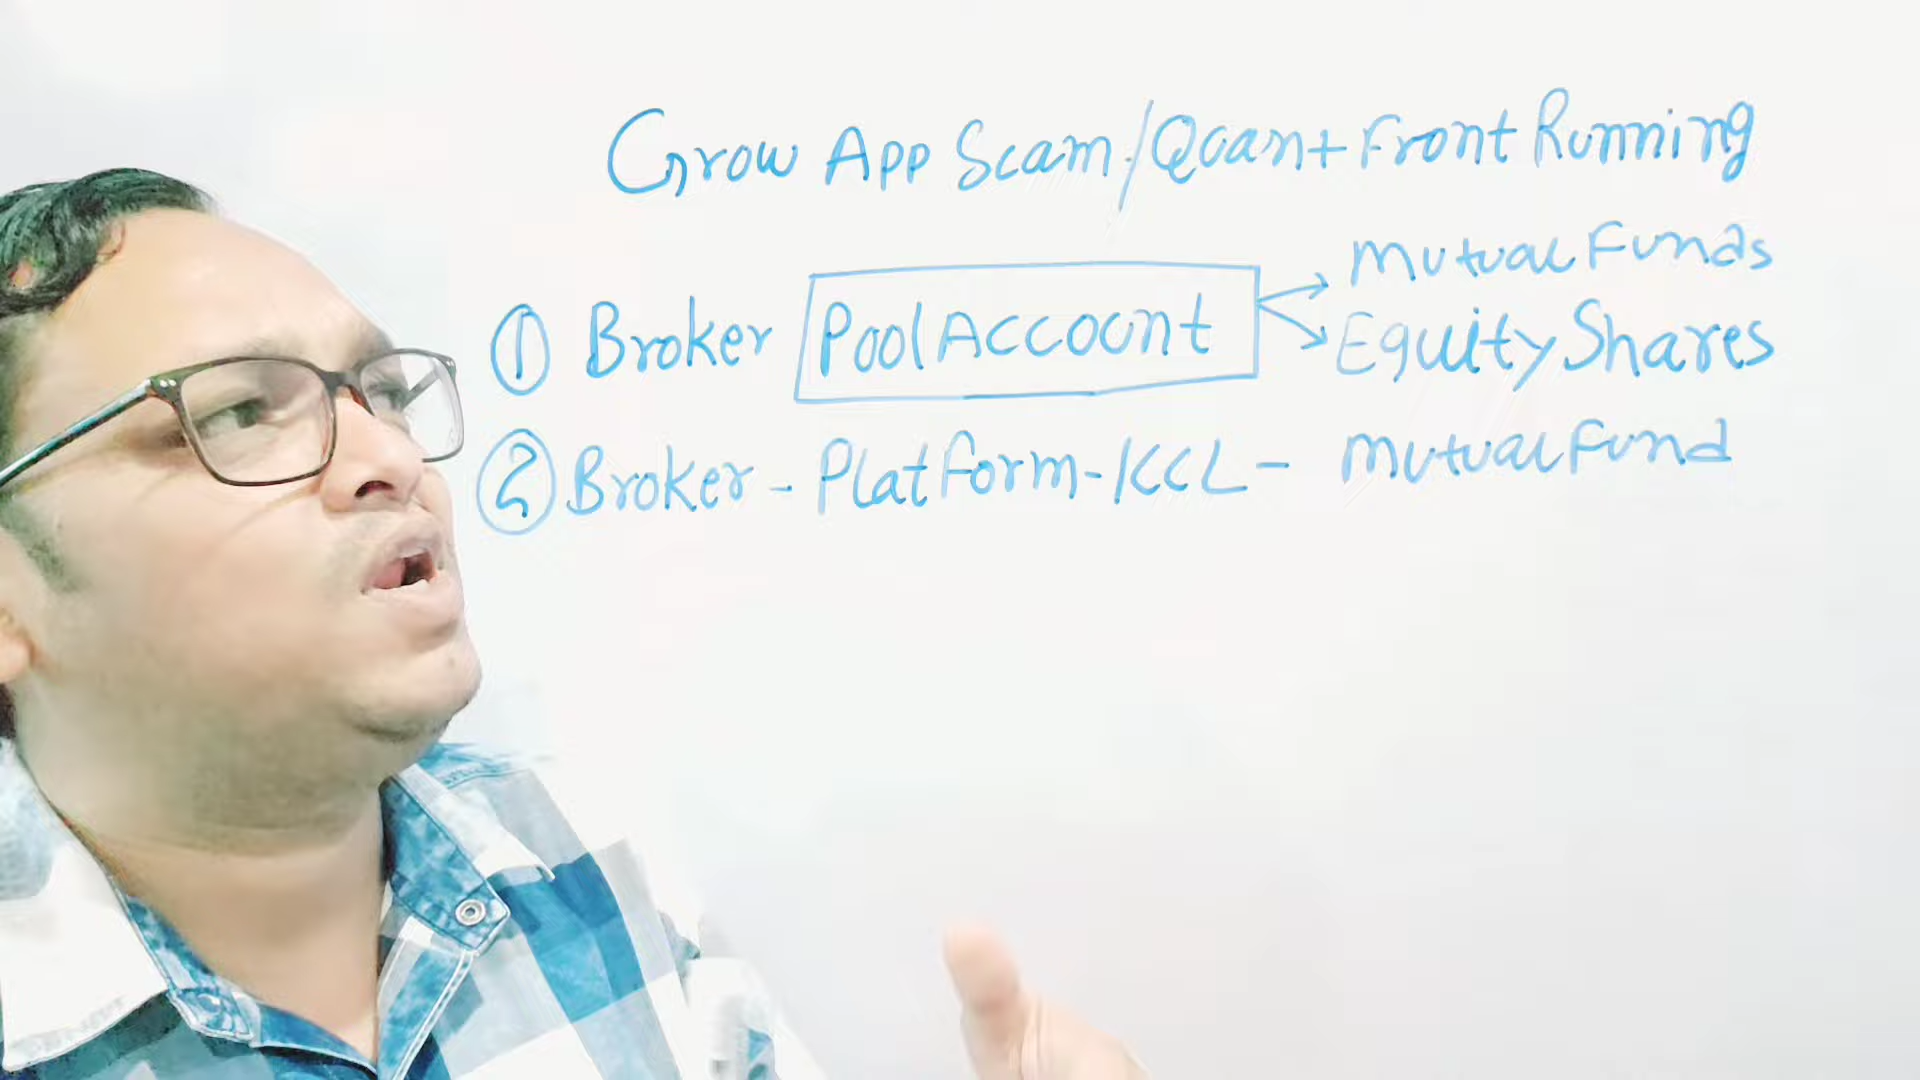 Grow App Scam/Quant Front Running
① Broker Pool Account Mutual Funds
Equity Shares
② Broker - Platform - KCCL - Mutual Fund